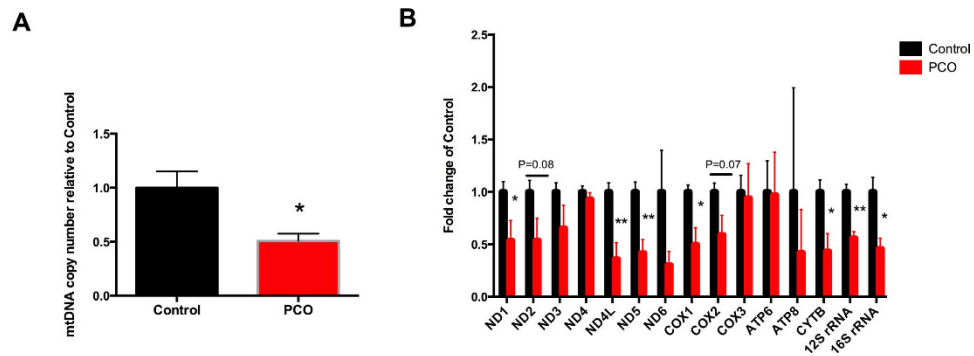 A
mtDNA copy number relative to Control
1.5
1.0
0.5
0.0
*
Control
PCO
B
Fold change of Control
2.5
2.0
1.5
1.0
0.5
0.0
Control
PCO
P=0.08
P=0.07
*
**
**
*
*
**
*
ND1
ND2
ND3
ND4
ND4L
ND5
ND6
COX1
COX2
COX3
ATP6
ATP8
CYTB
12S rRNA
16S rRNA